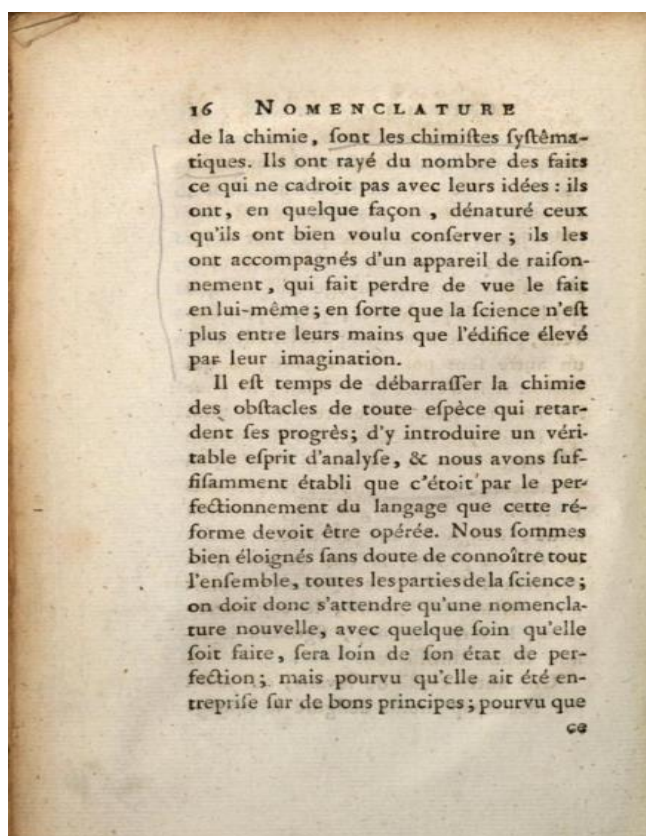 16 NOMENCLATURE
de la chimie, ſont les chimiſtes ſyſtêma-
tiques. Ils ont rayé du nombre des faits
ce qui ne cadroit pas avec leurs idées : ils
ont, en quelque façon , dénaturé ceux
qu'ils ont bien voulu conſerver ; ils les
ont accompagnés d'un appareil de raiſon-
nement, qui fait perdre de vue le fait
en lui-même ; en ſorte que la ſcience n'eſt
plus entre leurs mains que l'édifice élevé
par leur imagination.
Il eſt temps de débarraſſer la chimie
des obſtacles de toute eſpèce qui retar-
dent ſes progrès; d'y introduire un véri-
table eſprit d'analyſe, & nous avons ſuf-
fiſamment établi que c'étoit par le per-
fectionnement du langage que cette ré-
forme devoit être opérée. Nous ſommes
bien éloignés ſans doute de connoître tout
l'enſemble, toutes les parties de la ſcience ;
on doit donc s'attendre qu'une nomencla-
ture nouvelle, avec quelque ſoin qu'elle
ſoit faite, ſera loin de ſon état de per-
fection ; mais pourvu qu'elle ait été en-
trepriſe ſur de bons principes ; pourvu que
ce